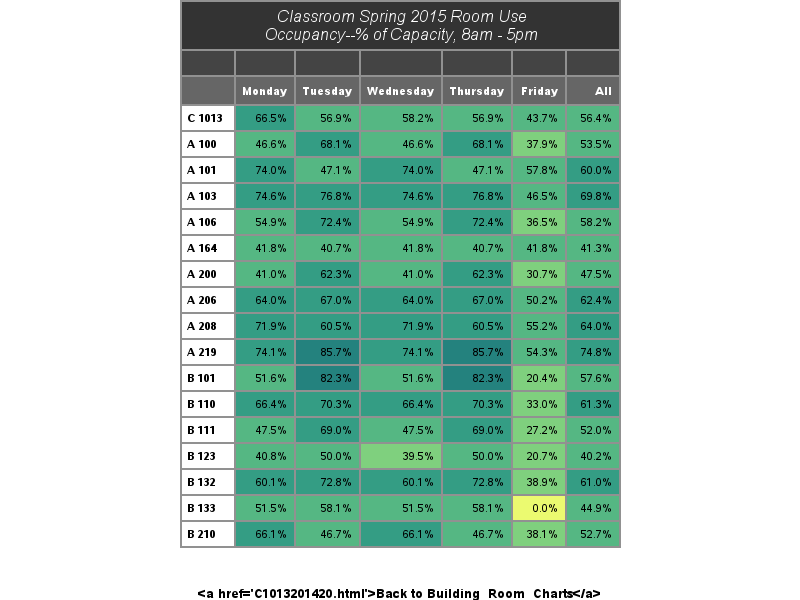 Classroom Spring 2015 Room Use
Occupancy--% of Capacity, 8am - 5pm
Monday Tuesday Wednesday Thursday Friday All
C 1013 66.5% 56.9% 58.2% 56.9% 43.7% 56.4%
A 100 46.6% 68.1% 46.6% 68.1% 37.9% 53.5%
A 101 74.0% 47.1% 74.0% 47.1% 57.8% 60.0%
A 103 74.6% 76.8% 74.6% 76.8% 46.5% 69.8%
A 106 54.9% 72.4% 54.9% 72.4% 36.5% 58.2%
A 164 41.8% 40.7% 41.8% 40.7% 41.8% 41.3%
A 200 41.0% 62.3% 41.0% 62.3% 30.7% 47.5%
A 206 64.0% 67.0% 64.0% 67.0% 50.2% 62.4%
A 208 71.9% 60.5% 71.9% 60.5% 55.2% 64.0%
A 219 74.1% 85.7% 74.1% 85.7% 54.3% 74.8%
B 101 51.6% 82.3% 51.6% 82.3% 20.4% 57.6%
B 110 66.4% 70.3% 66.4% 70.3% 33.0% 61.3%
B 111 47.5% 69.0% 47.5% 69.0% 27.2% 52.0%
B 123 40.8% 50.0% 39.5% 50.0% 20.7% 40.2%
B 132 60.1% 72.8% 60.1% 72.8% 38.9% 61.0%
B 133 51.5% 58.1% 51.5% 58.1% 0.0% 44.9%
B 210 66.1% 46.7% 66.1% 46.7% 38.1% 52.7%
<a href='C1013201420.html'>Back to Building_Room_Charts</a>